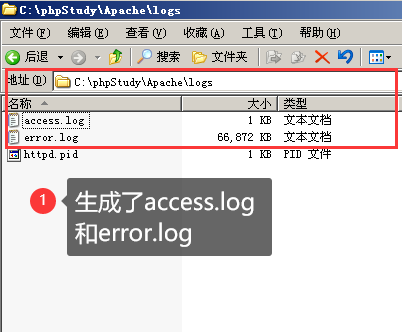 C:\phpStudy\Apache\logs
文件(F) 编辑(E) 查看(V) 收藏(A) 工具(T) 帮助(H)
后退 搜索 文件夹
地址(D) C:\phpStudy\Apache\logs
名称 大小 类型
access.log 1 KB 文本文档
error.log 66,872 KB 文本文档
httpd.pid 1 KB PID 文件
1 生成了access.log
和error.log